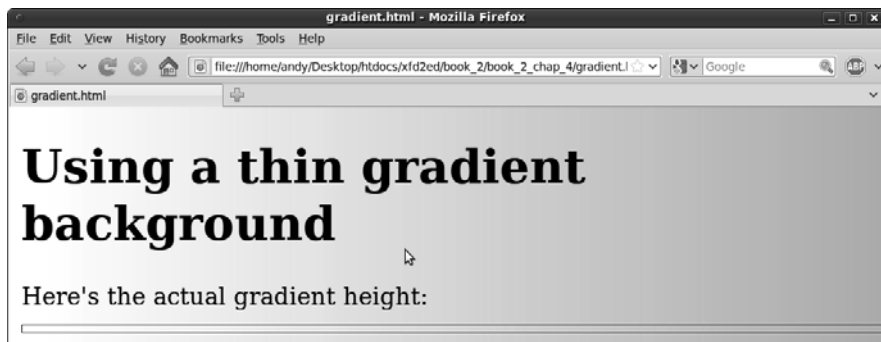 gradient.html - Mozilla Firefox
File Edit View History Bookmarks Tools Help
file:///home/andy/Desktop/htdocs/xfd2ed/book_2/book_2_chap_4/gradient.l
Google
ABP
gradient.html
Using a thin gradient
background
Here's the actual gradient height: